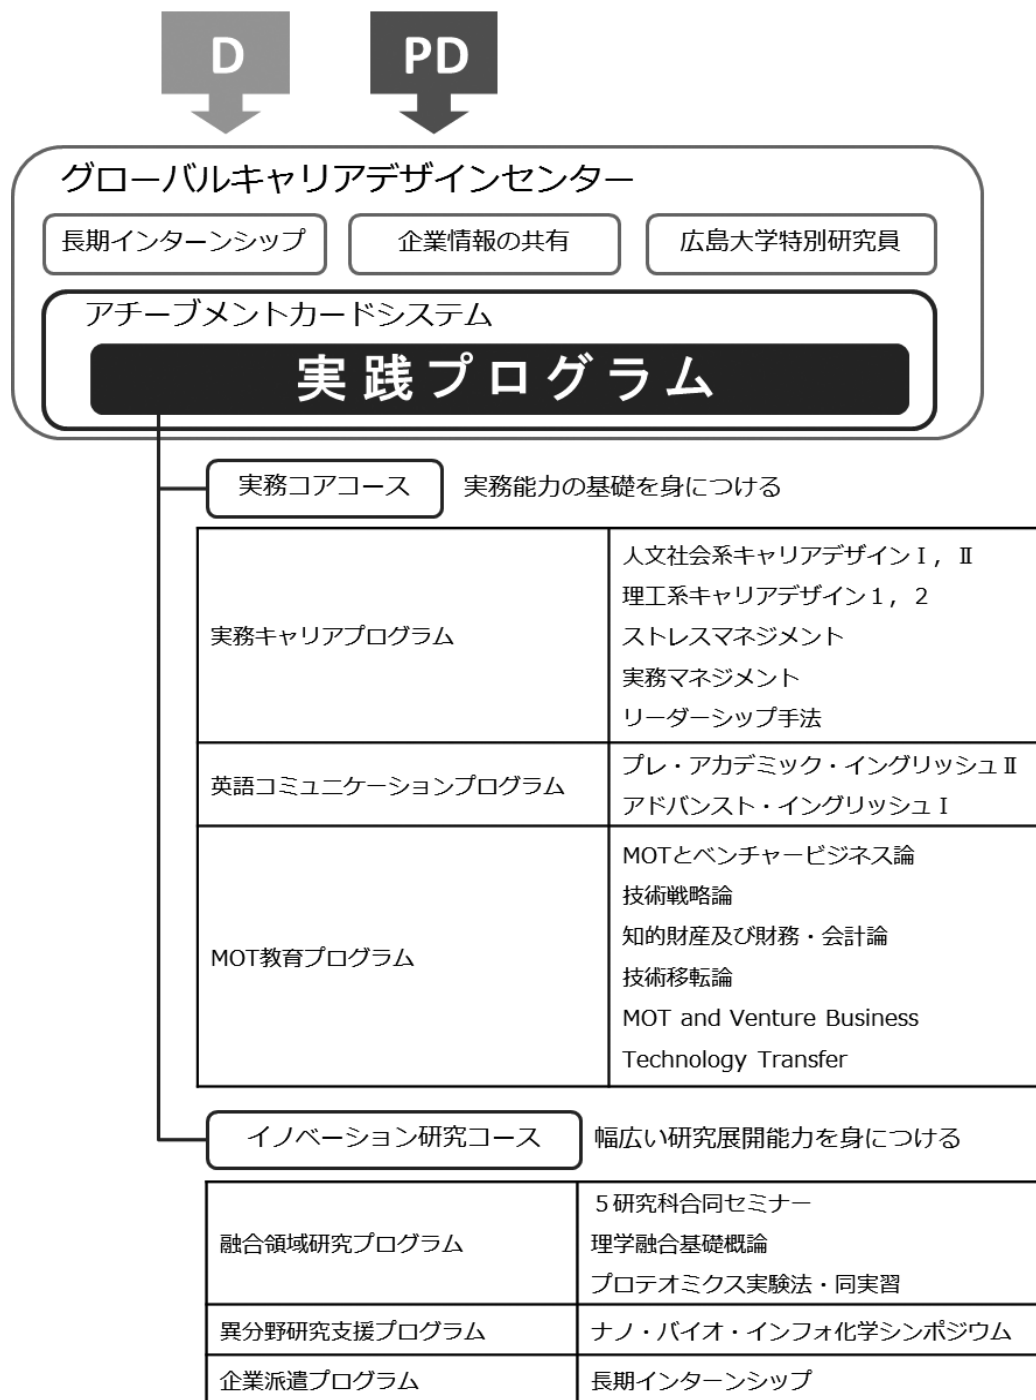 D
PD
グローバルキャリアデザインセンター
長期インターンシップ
企業情報の共有
広島大学特別研究員
アチーブメントカードシステム
実践プログラム
実務コアコース
実務能力の基礎を身につける
実務キャリアプログラム
人文社会系キャリアデザインⅠ，Ⅱ
理工系キャリアデザイン１，２
ストレスマネジメント
実務マネジメント
リーダーシップ手法
英語コミュニケーションプログラム
プレ・アカデミック・イングリッシュⅡ
アドバンスト・イングリッシュⅠ
MOT教育プログラム
MOTとベンチャービジネス論
技術戦略論
知的財産及び財務・会計論
技術移転論
MOT and Venture Business
Technology Transfer
イノベーション研究コース
幅広い研究展開能力を身につける
融合領域研究プログラム
５研究科合同セミナー
理学融合基礎概論
プロテオミクス実験法・同実習
異分野研究支援プログラム
ナノ・バイオ・インフォ化学シンポジウム
企業派遣プログラム
長期インターンシップ